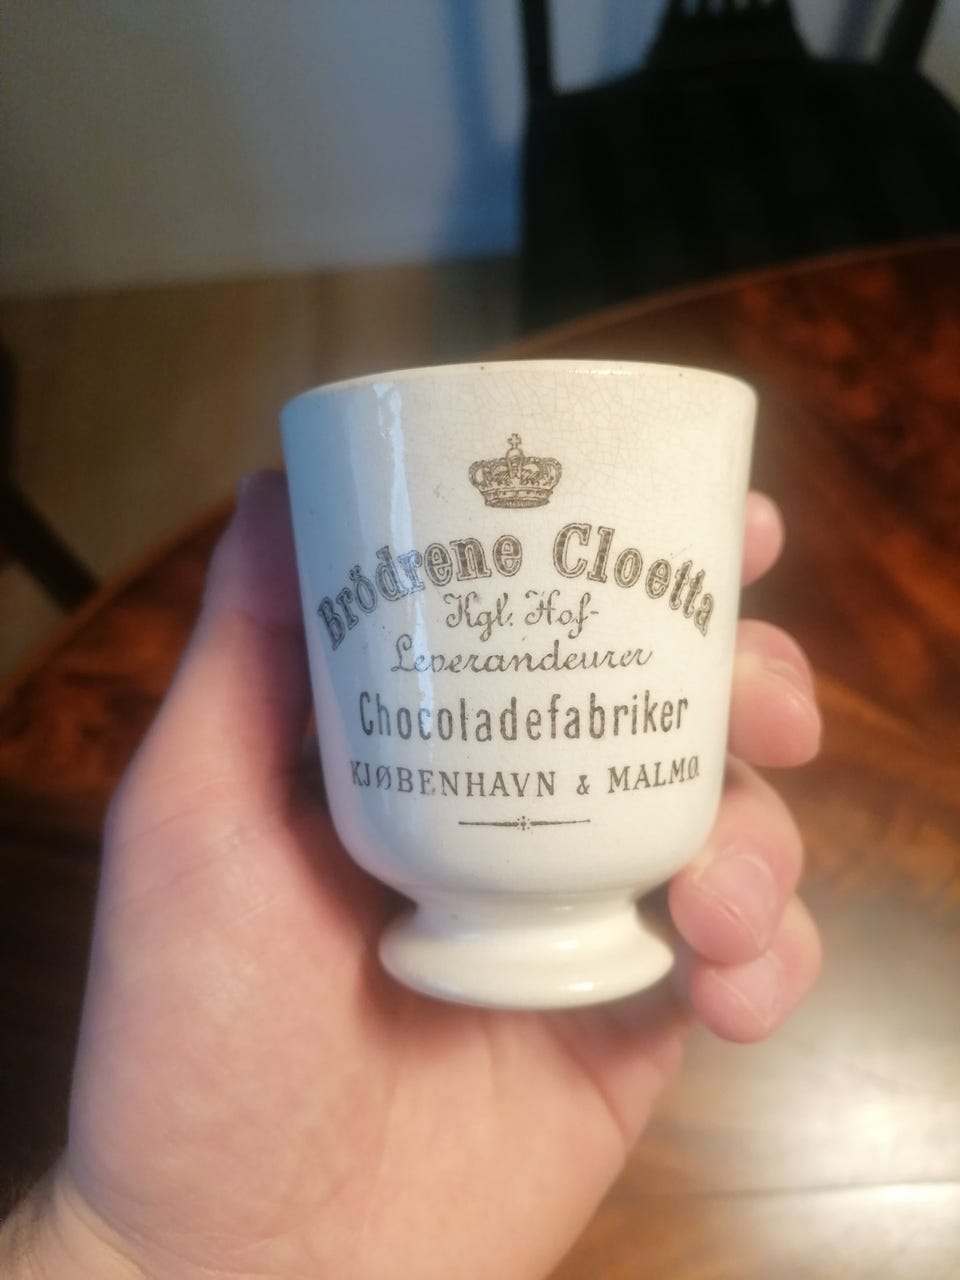 Brödrene Cloetta
Kgl. Hof-
Leverandeurer
Chocoladefabriker
KJØBENHAVN & MALMØ.